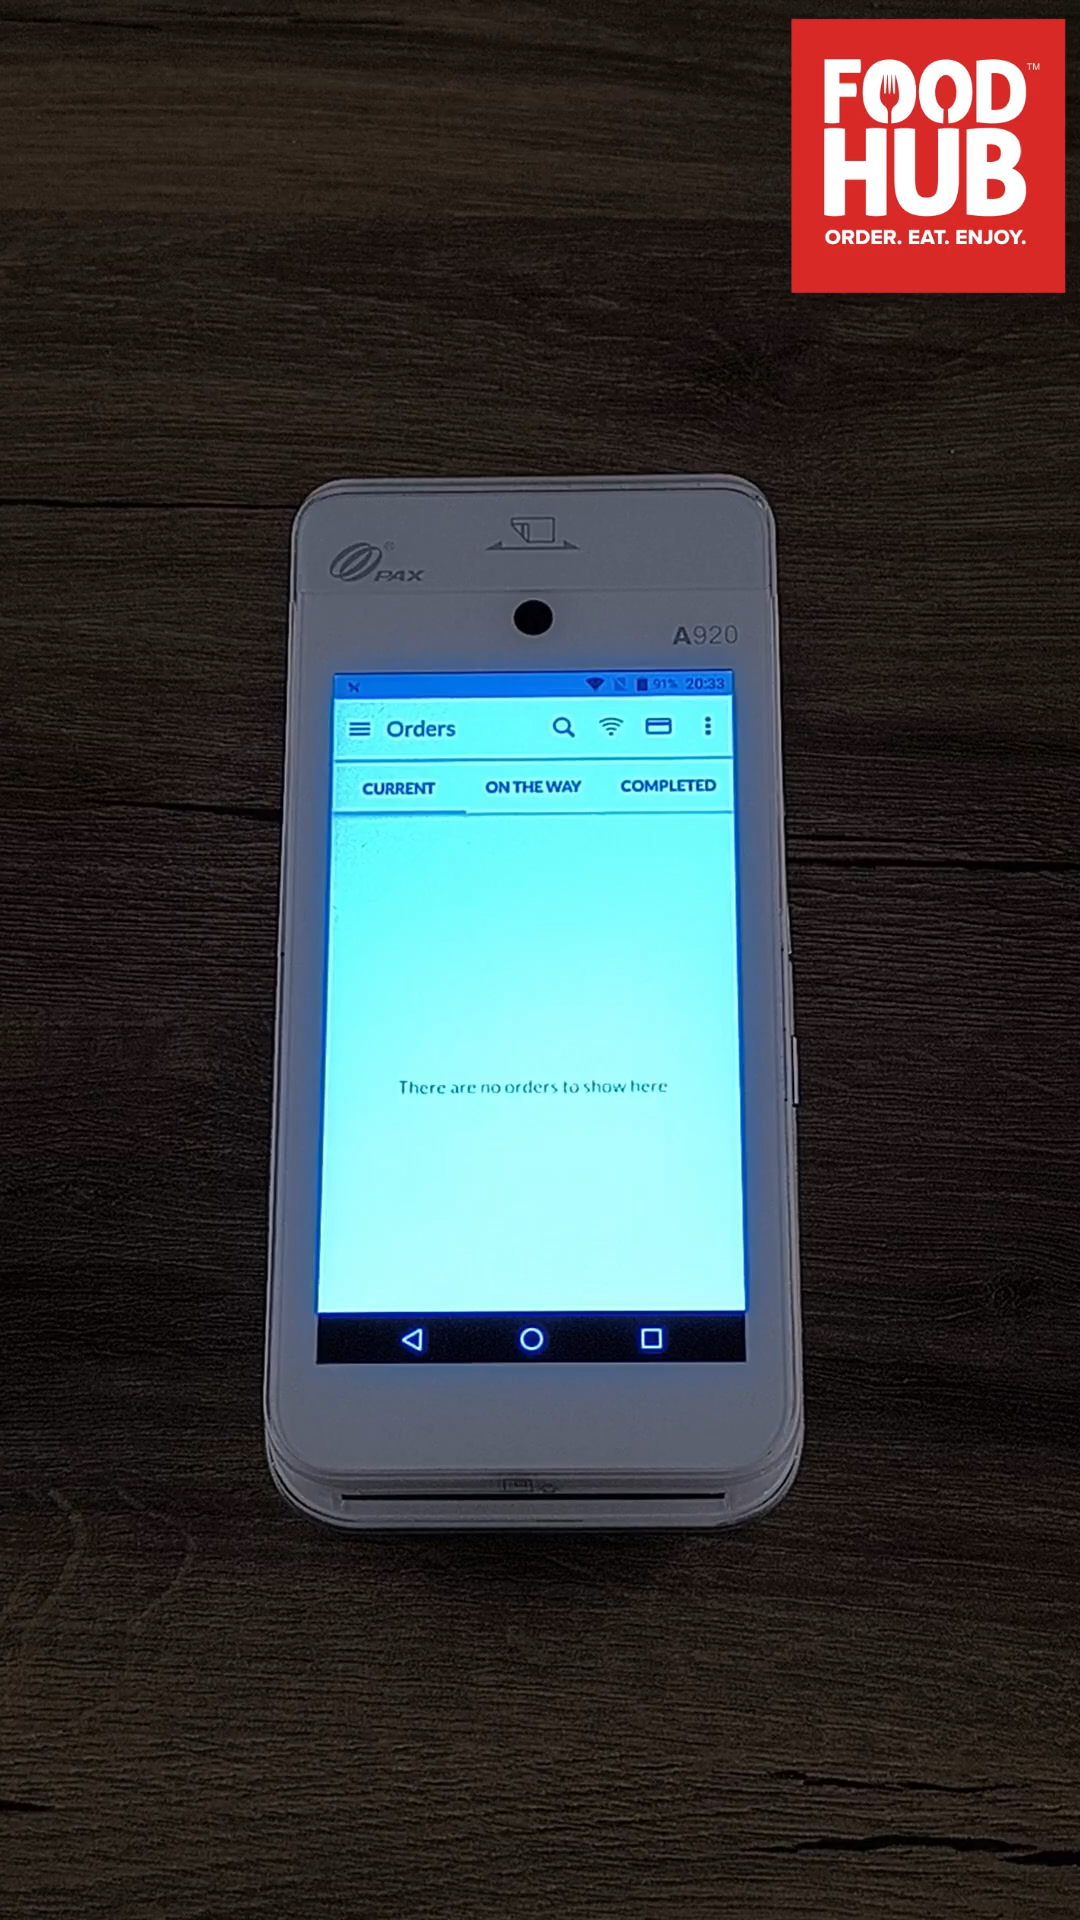 FOOD™
HUB
ORDER. EAT. ENJOY.
PAX®
A920
91% 20:33
Orders
CURRENT ON THE WAY COMPLETED
There are no orders to show here